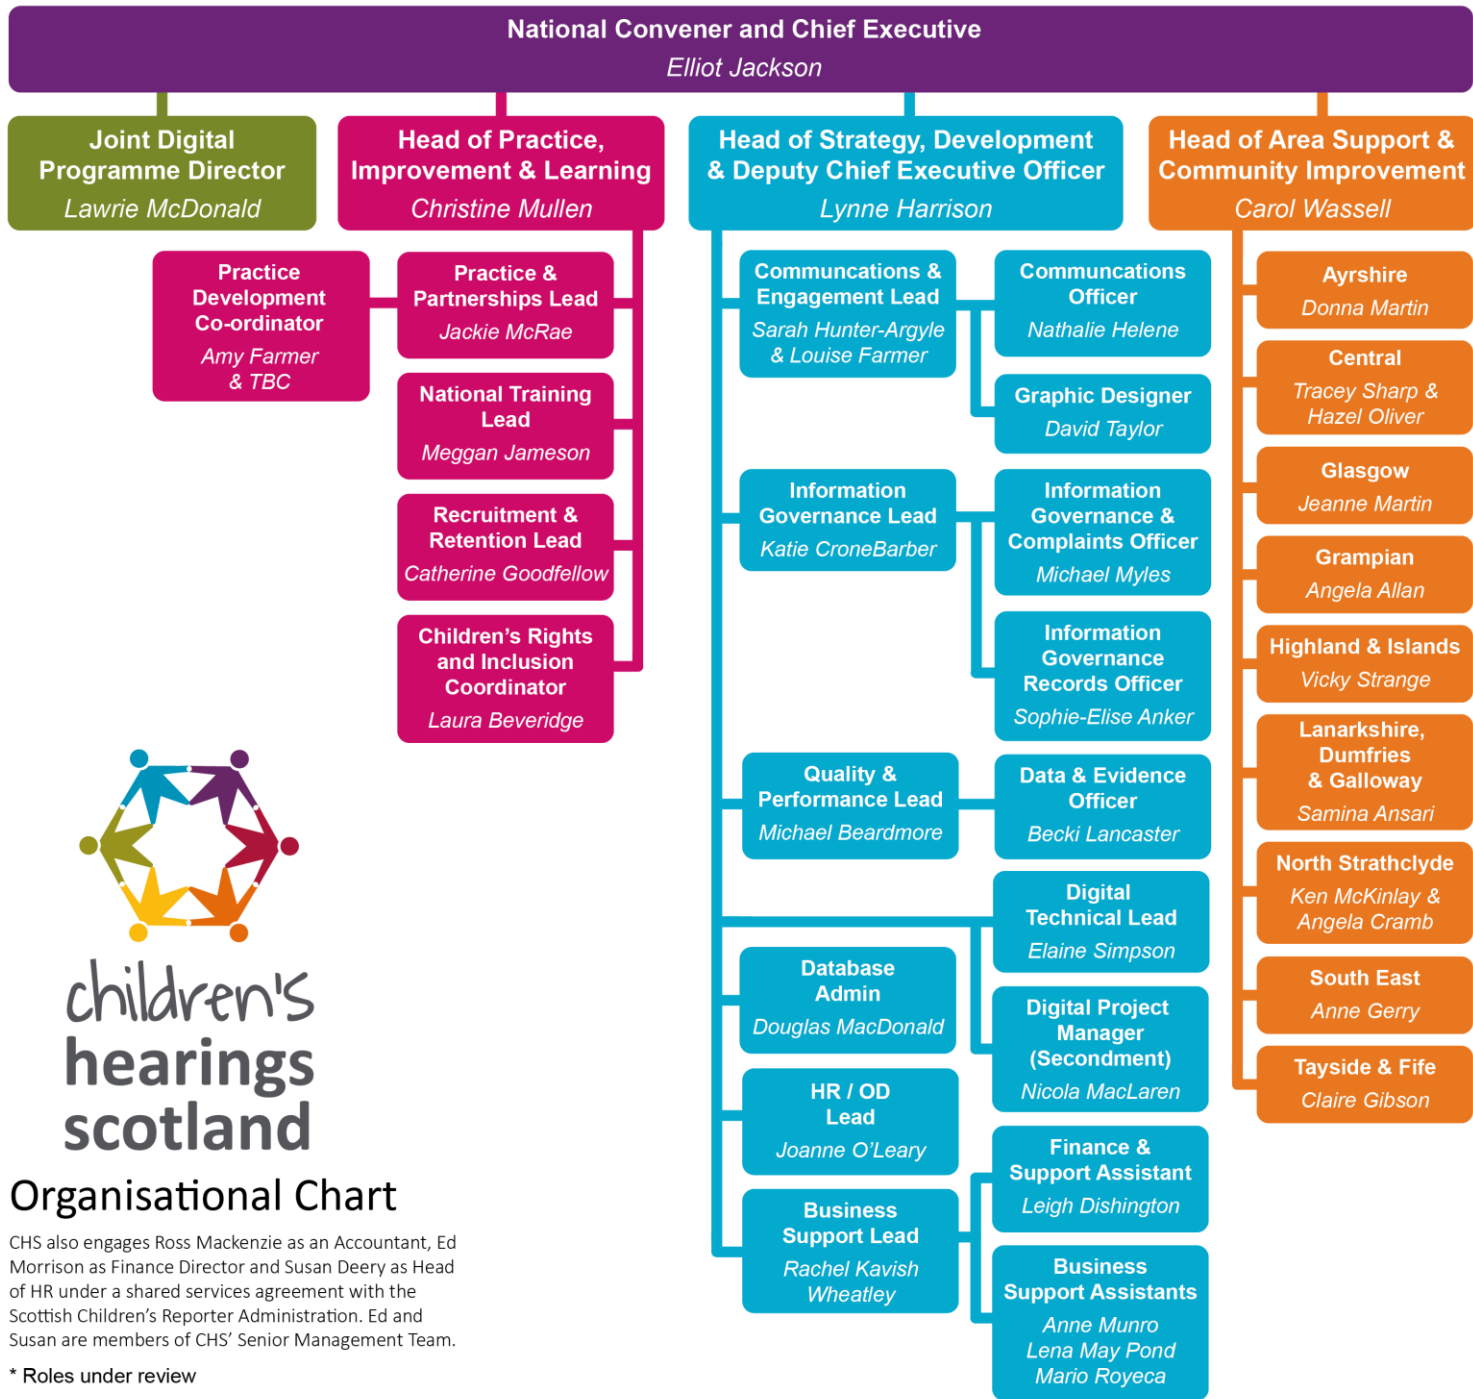 National Convener and Chief Executive
Elliot Jackson
Joint Digital
Programme Director
Lawrie McDonald
Head of Practice,
Improvement & Learning
Christine Mullen
Head of Strategy, Development
& Deputy Chief Executive Officer
Lynne Harrison
Head of Area Support &
Community Improvement
Carol Wassell
Practice
Development
Co-ordinator
Amy Farmer
& TBC
Practice &
Partnerships Lead
Jackie McRae
National Training
Lead
Meggan Jameson
Recruitment &
Retention Lead
Catherine Goodfellow
Children's Rights
and Inclusion
Coordinator
Laura Beveridge
Communcations &
Engagement Lead
Sarah Hunter-Argyle
& Louise Farmer
Communcations
Officer
Nathalie Helene
Graphic Designer
David Taylor
Information
Governance Lead
Katie CroneBarber
Information
Governance &
Complaints Officer
Michael Myles
Information
Governance
Records Officer
Sophie-Elise Anker
Quality &
Performance Lead
Michael Beardmore
Data & Evidence
Officer
Becki Lancaster
Digital
Technical Lead
Elaine Simpson
Database
Admin
Douglas MacDonald
Digital Project
Manager
(Secondment)
Nicola MacLaren
HR / OD
Lead
Joanne O'Leary
Business
Support Lead
Rachel Kavish
Wheatley
Finance &
Support Assistant
Leigh Dishington
Business
Support Assistants
Anne Munro
Lena May Pond
Mario Royeca
Ayrshire
Donna Martin
Central
Tracey Sharp &
Hazel Oliver
Glasgow
Jeanne Martin
Grampian
Angela Allan
Highland & Islands
Vicky Strange
Lanarkshire,
Dumfries
& Galloway
Samina Ansari
North Strathclyde
Ken McKinlay &
Angela Cramb
South East
Anne Gerry
Tayside & Fife
Claire Gibson
children's
hearings
scotland
Organisational Chart
CHS also engages Ross Mackenzie as an Accountant, Ed
Morrison as Finance Director and Susan Deery as Head
of HR under a shared services agreement with the
Scottish Children's Reporter Administration. Ed and
Susan are members of CHS' Senior Management Team.
* Roles under review